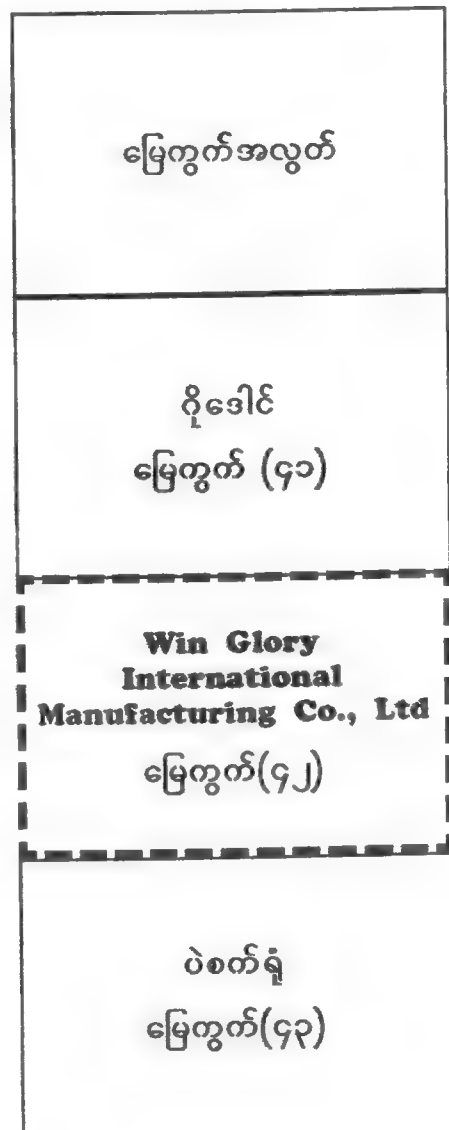 မြေကွက်အလွတ်
ဂိုဒေါင်
မြေကွက် (၄၁)
Win Glory
International
Manufacturing Co., Ltd
မြေကွက်(၄၂)
ပဲစက်ရုံ
မြေကွက်(၄၃)